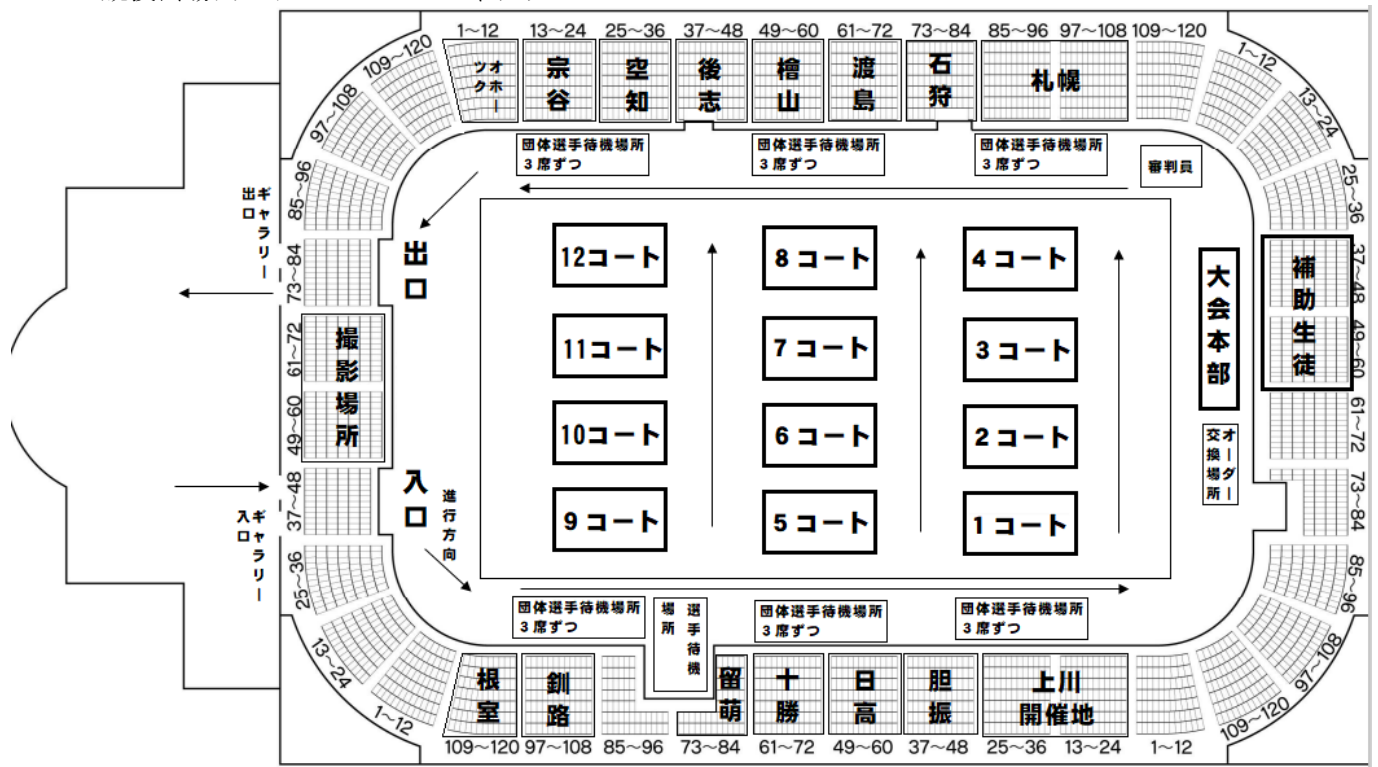 1～12
13～24
25～36
37～48
49～60
61～72
73～84
85～96
97～108
109～120
オホーツク
宗谷
空知
後志
檜山
渡島
石狩
札幌
109～120
97～108
85～96
73～84
61～72
49～60
37～48
25～36
13～24
1～12
1～12
13～24
25～36
37～48
49～60
61～72
73～84
85～96
97～108
109～120
団体選手待機場所
3席ずつ
団体選手待機場所
3席ずつ
団体選手待機場所
3席ずつ
審判員
ギャラリー
出口
出口
12コート
8コート
4コート
大会本部
補助生徒
撮影場所
11コート
7コート
3コート
10コート
6コート
2コート
オーダー
交換場所
入口
進行方向
ギャラリー
入口
9コート
5コート
1コート
団体選手待機場所
3席ずつ
選手待機
場所
団体選手待機場所
3席ずつ
団体選手待機場所
3席ずつ
根室
釧路
留萌
十勝
日高
胆振
上川
開催地
109～120
97～108
85～96
73～84
61～72
49～60
37～48
25～36
13～24
1～12